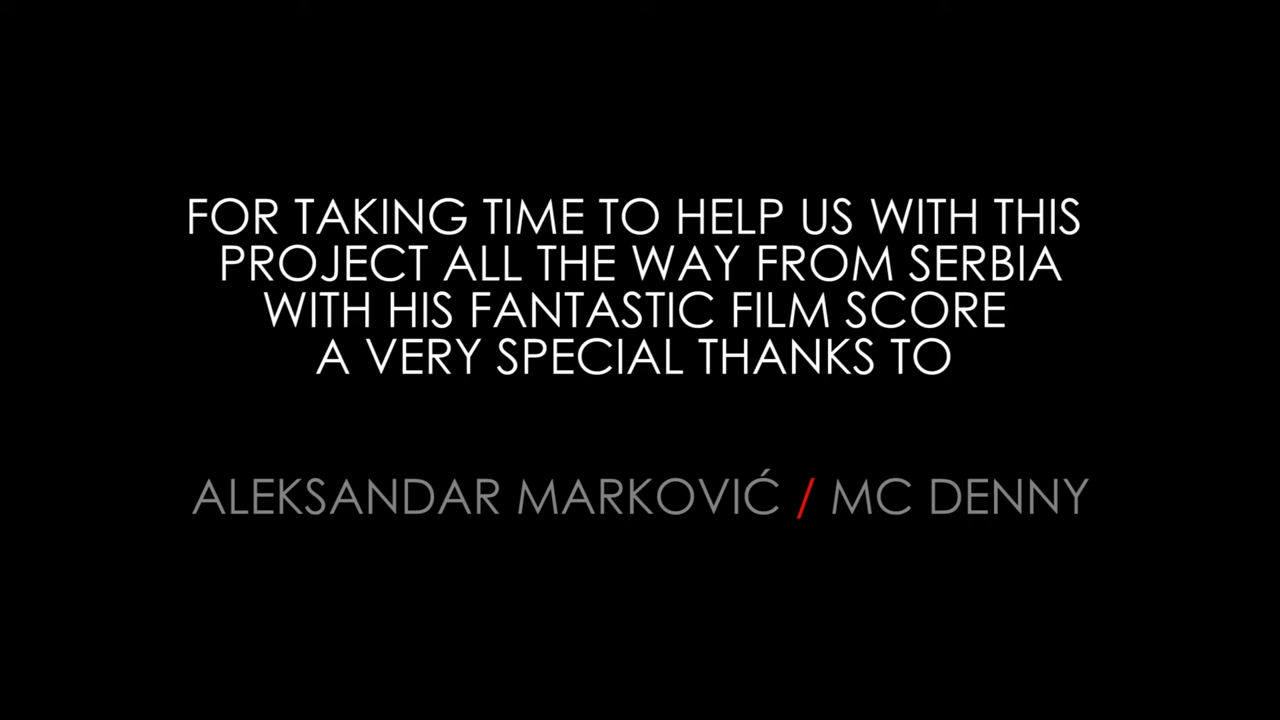 FOR TAKING TIME TO HELP US WITH THIS
PROJECT ALL THE WAY FROM SERBIA
WITH HIS FANTASTIC FILM SCORE
A VERY SPECIAL THANKS TO
ALEKSANDAR MARKOVIĆ / MC DENNY